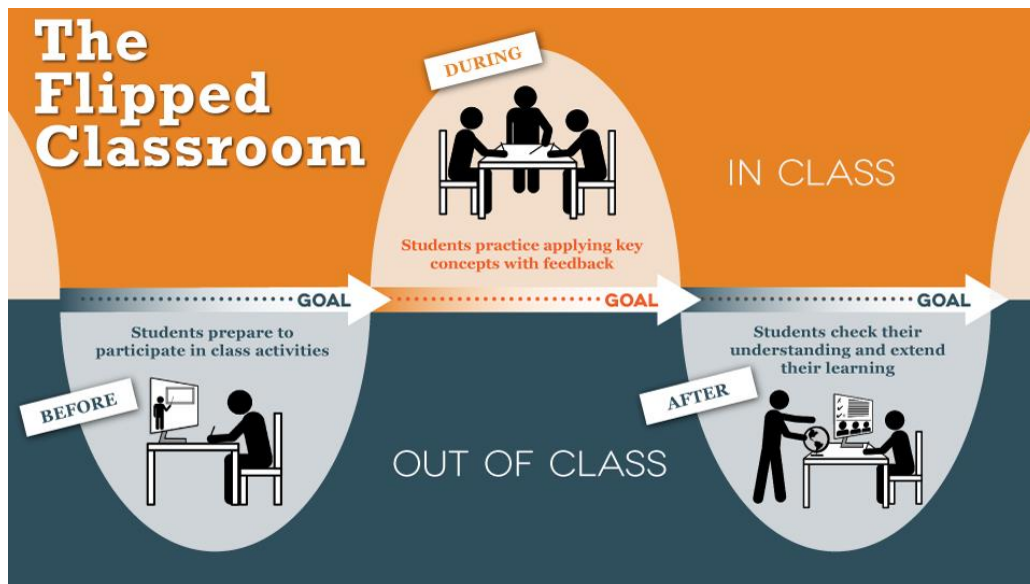 The
Flipped
Classroom
DURING
IN CLASS
Students practice applying key
concepts with feedback
GOAL
GOAL
GOAL
Students prepare to
participate in class activities
BEFORE
OUT OF CLASS
Students check their
understanding and extend
their learning
AFTER